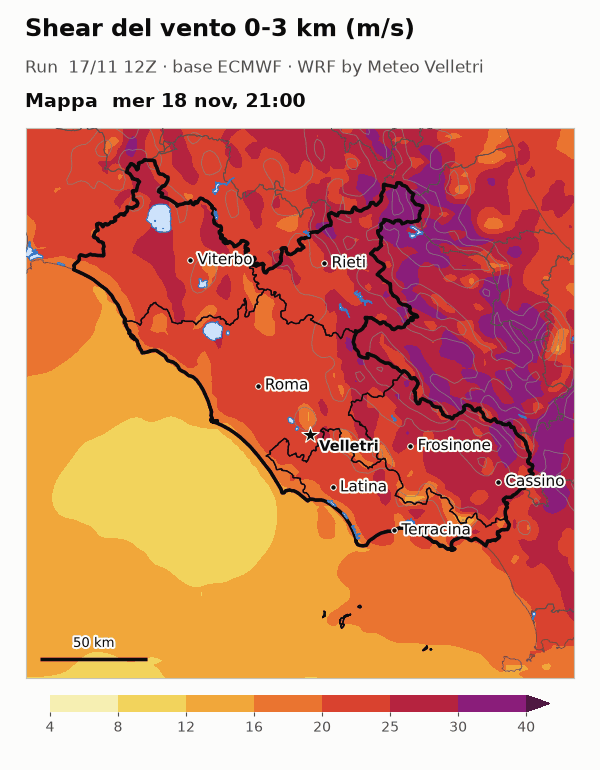 Shear del vento 0-3 km (m/s)
Run  17/11 12Z · base ECMWF · WRF by Meteo Velletri
Mappa  mer 18 nov, 21:00
Viterbo
Rieti
Roma
Velletri
Frosinone
Cassino
Latina
Terracina
50 km
4 8 12 16 20 25 30 40